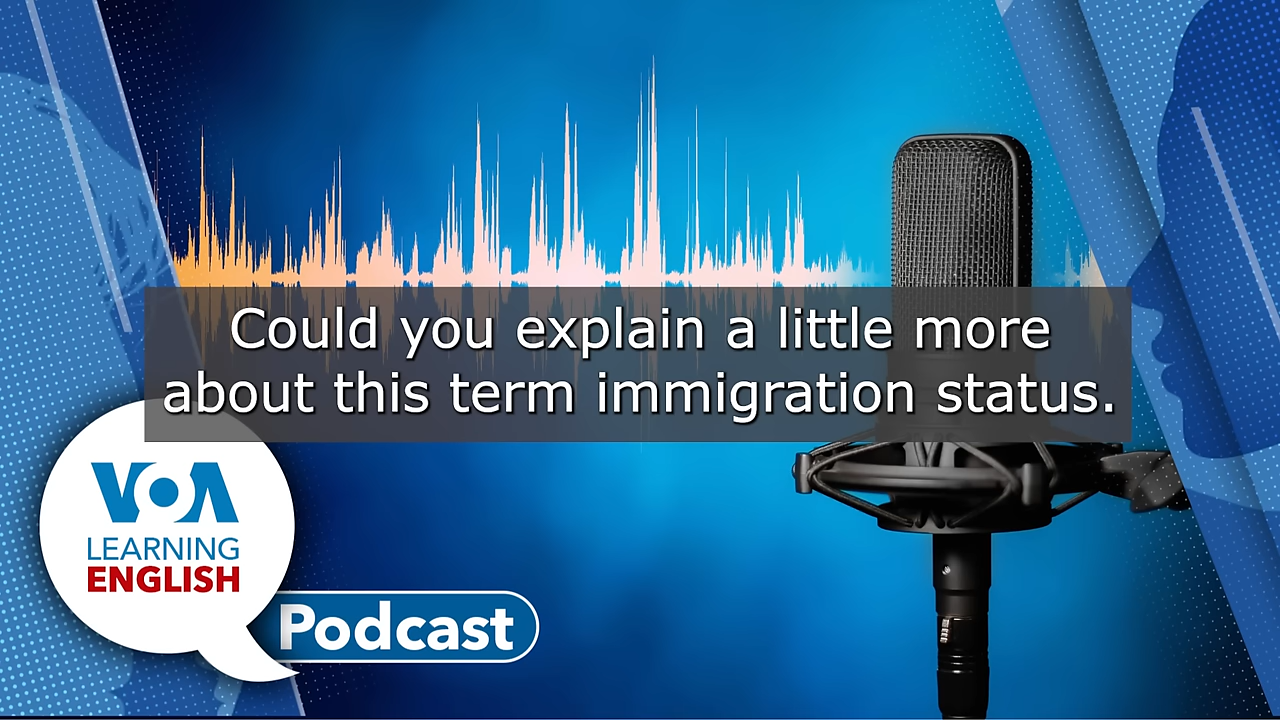 Could you explain a little more
about this term immigration status.
VOA
LEARNING
ENGLISH
Podcast